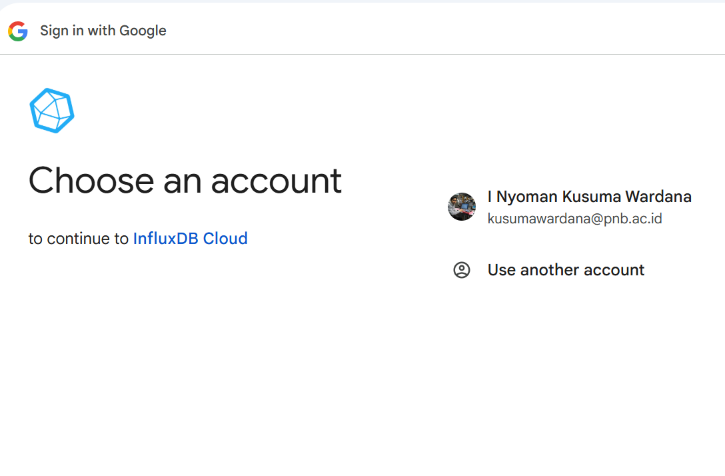 Sign in with Google
Choose an account
to continue to InfluxDB Cloud
I Nyoman Kusuma Wardana
kusumawardana@pnb.ac.id
Use another account